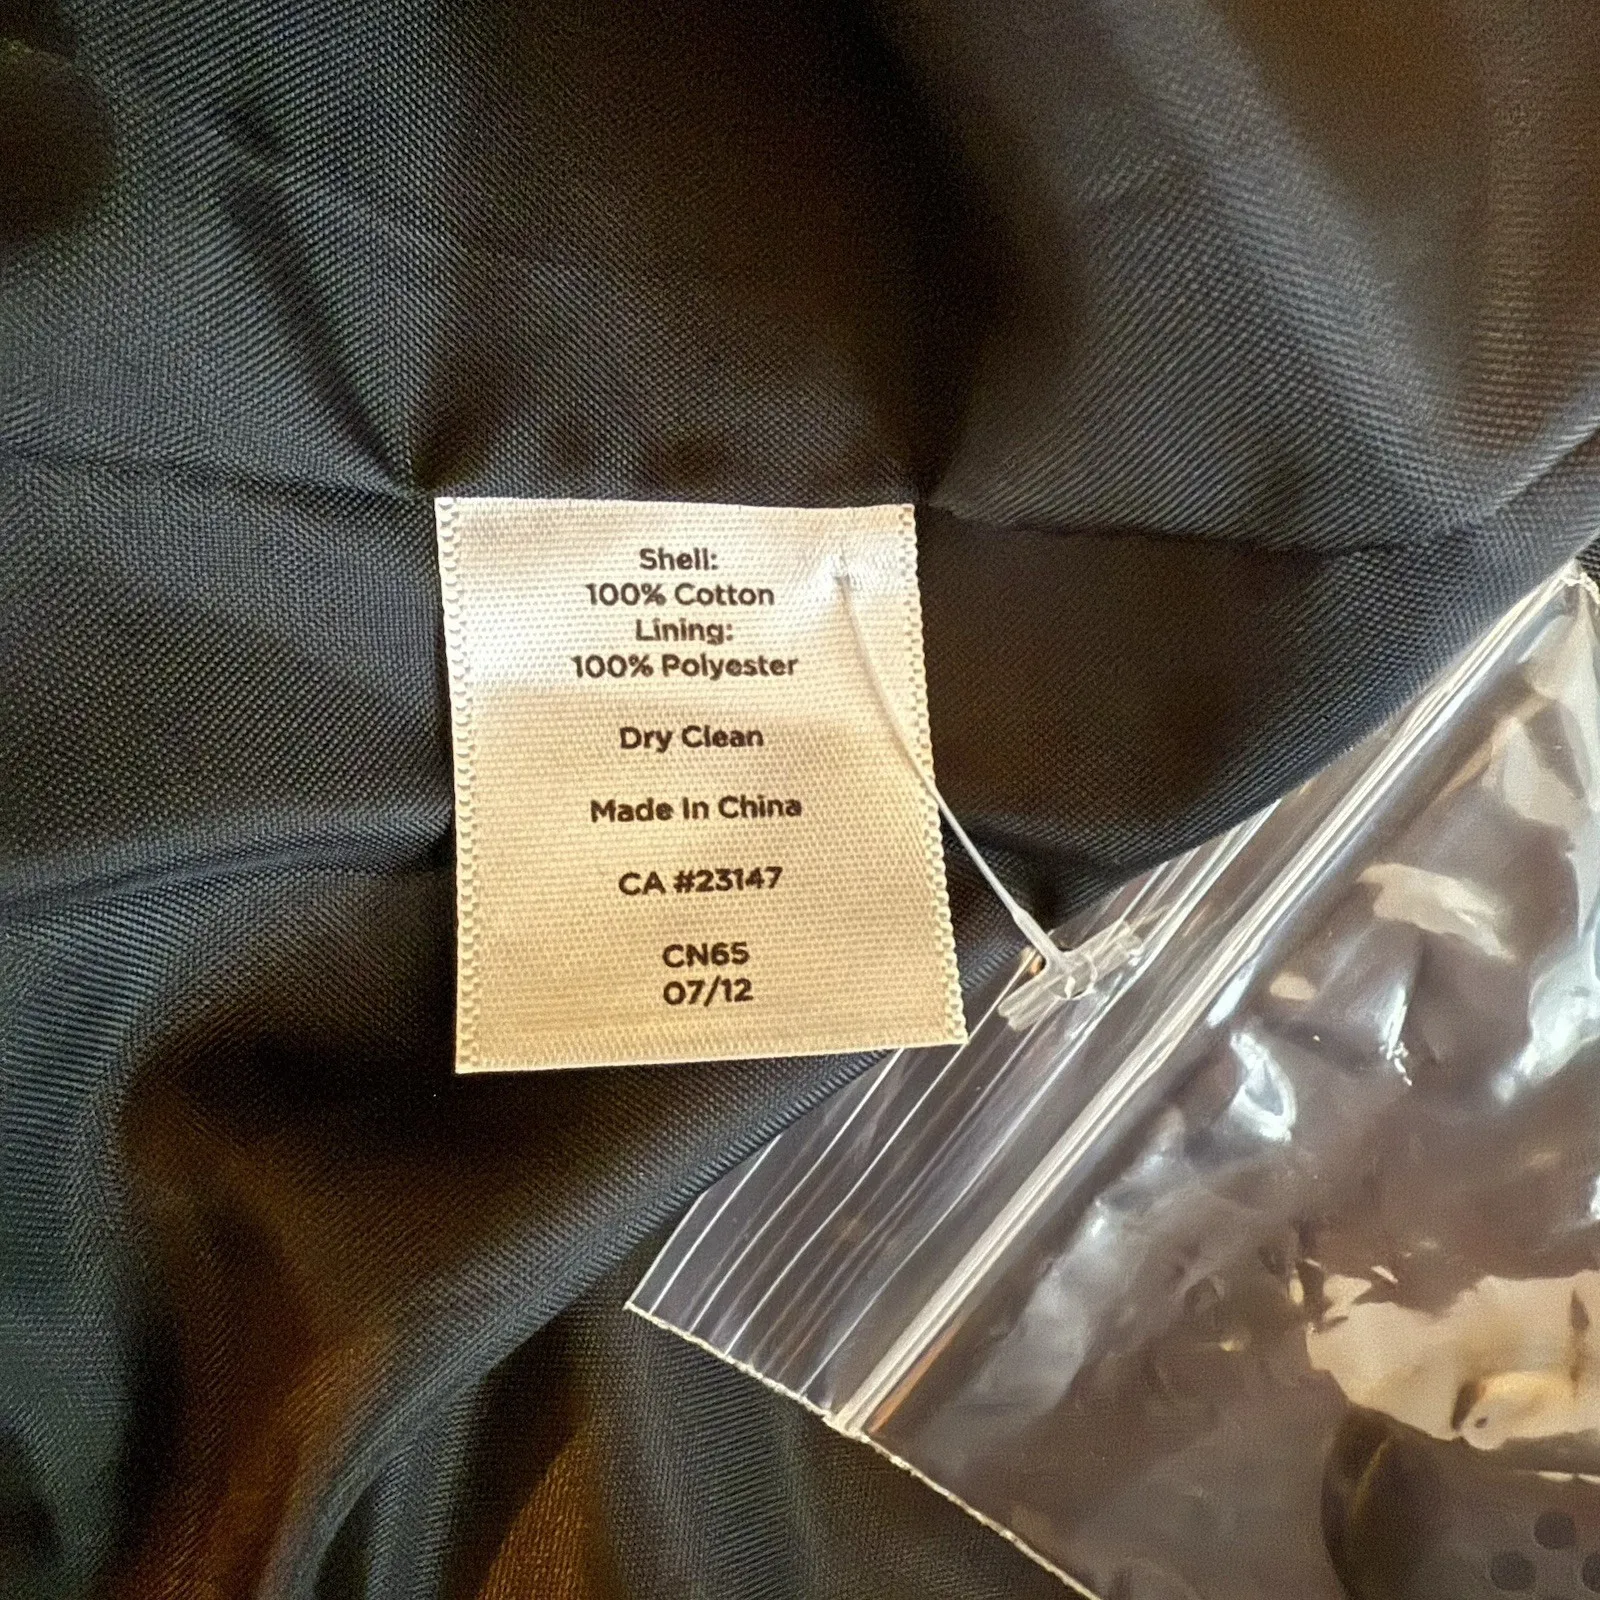 Shell:
100% Cotton
Lining:
100% Polyester
Dry Clean
Made In China
CA #23147
CN65
07/12